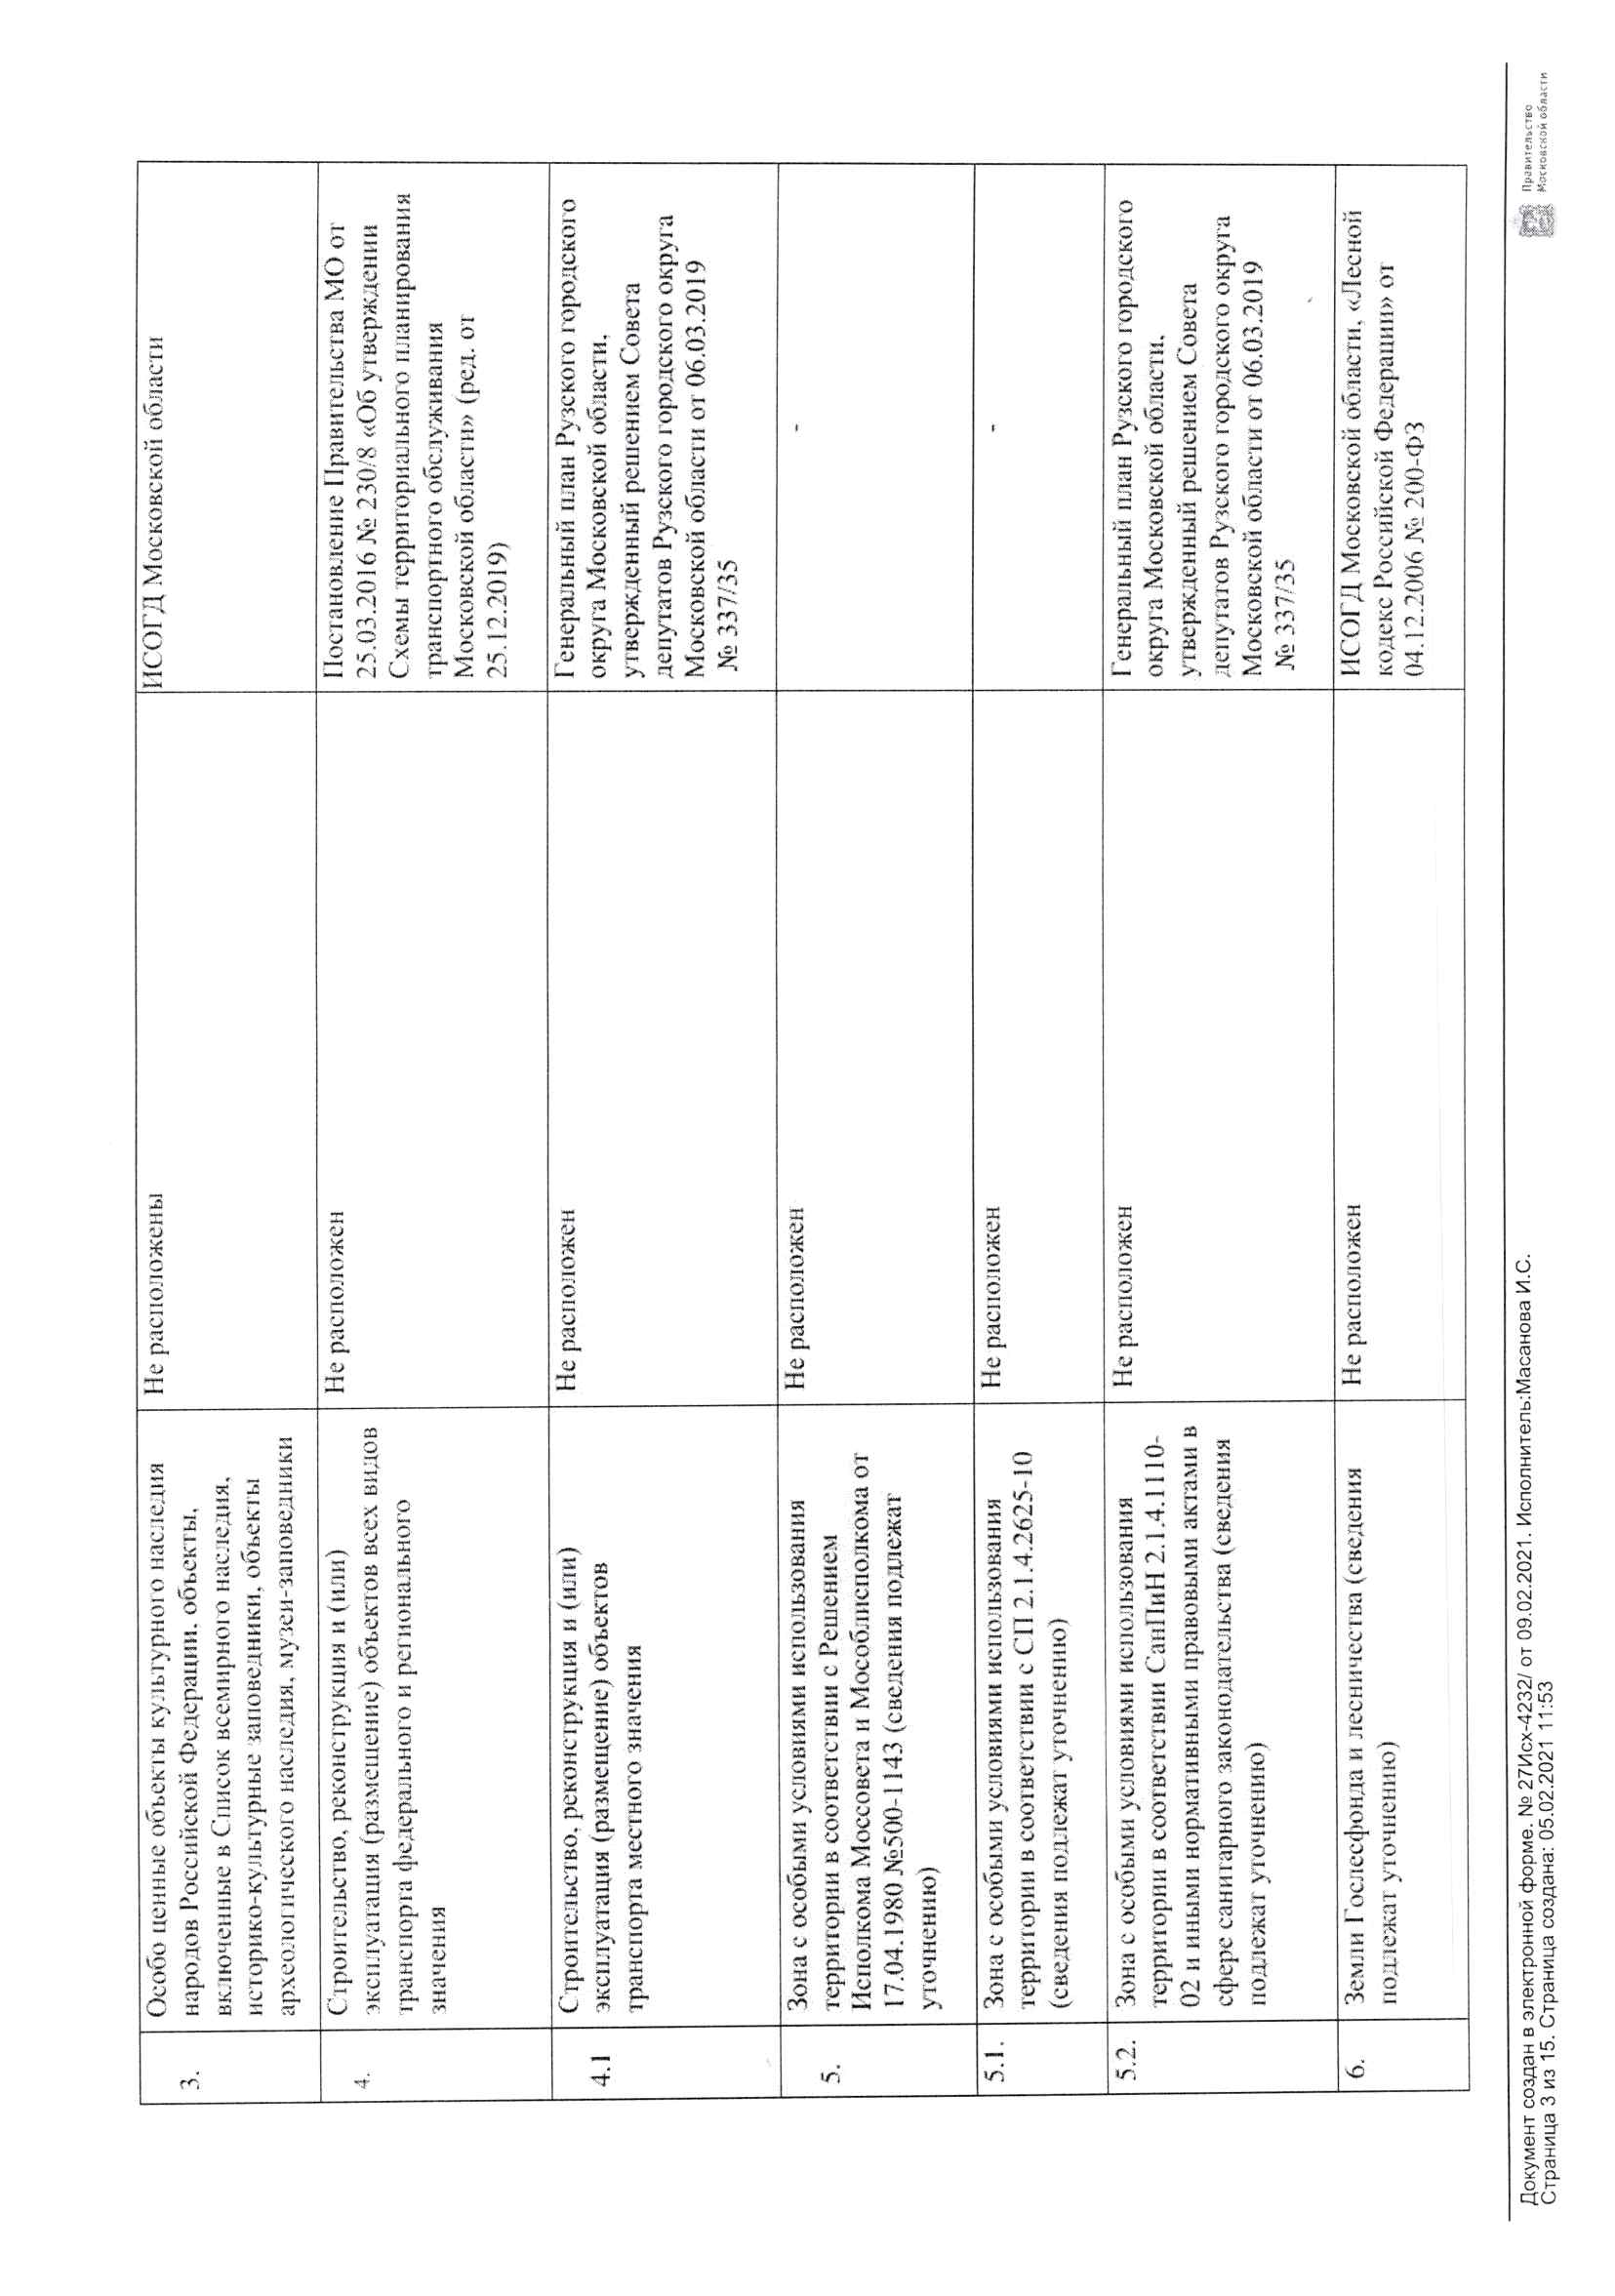 3.
Особо ценные объекты культурного наследия
народов Российской Федерации, объекты,
включенные в Список всемирного наследия,
историко-культурные заповедники, объекты
археологического наследия, музеи-заповедники
Не расположены
ИСОГД Московской области
4.
Строительство, реконструкция и (или)
эксплуатация (размещение) объектов всех видов
транспорта федерального и регионального
значения
Не расположен
Постановление Правительства МО от
25.03.2016 № 230/8 «Об утверждении
Схемы территориального планирования
транспортного обслуживания
Московской области» (ред. от
25.12.2019)
4.1
Строительство, реконструкция и (или)
эксплуатация (размещение) объектов
транспорта местного значения
Не расположен
Генеральный план Рузского городского
округа Московской области,
утвержденный решением Совета
депутатов Рузского городского округа
Московской области от 06.03.2019
№ 337/35
5.
Зона с особыми условиями использования
территории в соответствии с Решением
Исполкома Моссовета и Мособлисполкома от
17.04.1980 №500-1143 (сведения подлежат
уточнению)
Не расположен
-
5.1.
Зона с особыми условиями использования
территории в соответствии с СП 2.1.4.2625-10
(сведения подлежат уточнению)
Не расположен
-
5.2.
Зона с особыми условиями использования
территории в соответствии СанПиН 2.1.4.1110-
02 и иными нормативными правовыми актами в
сфере санитарного законодательства (сведения
подлежат уточнению)
Не расположен
Генеральный план Рузского городского
округа Московской области,
утвержденный решением Совета
депутатов Рузского городского округа
Московской области от 06.03.2019
№ 337/35
6.
Земли Гослесфонда и лесничества (сведения
подлежат уточнению)
Не расположен
ИСОГД Московской области, «Лесной
кодекс Российской Федерации» от
04.12.2006 № 200-ФЗ
Документ создан в электронной форме. № 27Исх-4232/ от 09.02.2021. Исполнитель:Масанова И.С.
Страница 3 из 15. Страница создана: 05.02.2021 11:53
Правительство
Московской области